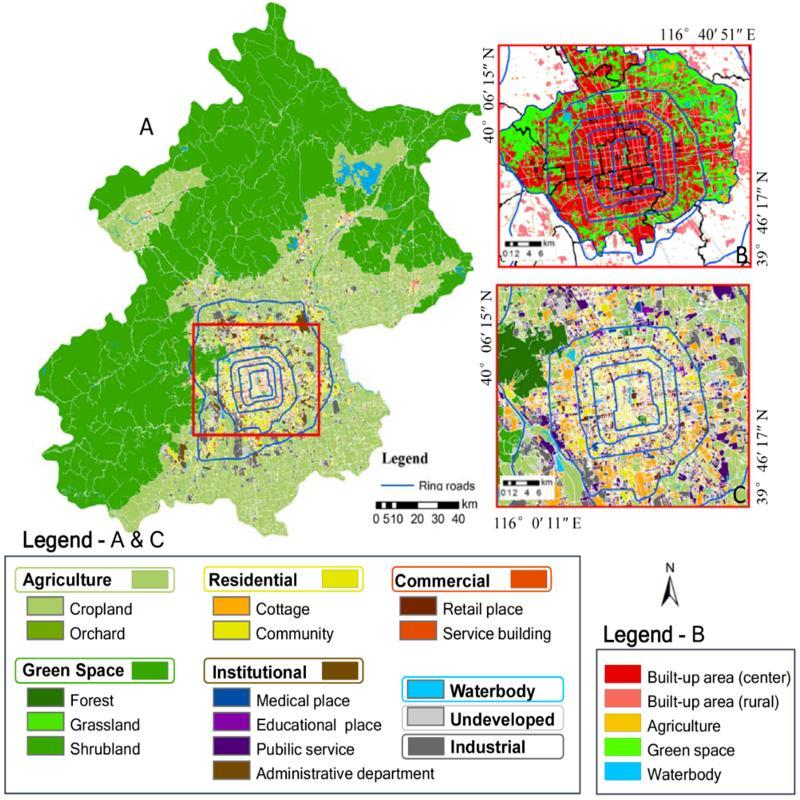 A
116° 40′ 51″ E
40° 06′ 15″ N
39° 46′ 17″ N
0 1 2 4 6 km
B
40° 06′ 15″ N
39° 46′ 17″ N
0 1 2 4 6 km
C
116° 0′ 11″ E
Legend
Ring roads
km
0 5 10 20 30 40
Legend - A & C
Agriculture
Cropland
Orchard
Green Space
Forest
Grassland
Shrubland
Residential
Cottage
Community
Institutional
Medical place
Educational place
Public service
Administrative department
Commercial
Retail place
Service building
Waterbody
Undeveloped
Industrial
N
Legend - B
Built-up area (center)
Built-up area (rural)
Agriculture
Green space
Waterbody